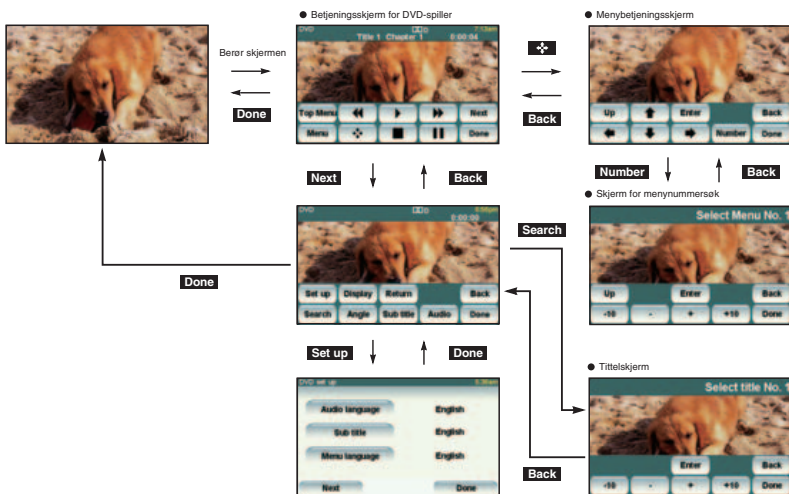 ● Betjeningsskjerm for DVD-spiller
● Menybetjeningsskjerm
DVD 7:13am
Title 1 Chapter 1 0:00:04
Berør skjermen
Done
Top Menu Next
Menu Done
Back
Up Enter Back
Number Done
Next Back
Number Back
● Skjerm for menynummersøk
DVD
0:00:00
Search
Select Menu No. 1
Done
Set up Display Return Back
Search Angle Sub title Audio Done
Up Enter Back
-10 - + +10 Done
Set up Done
● Tittelskjerm
DVD set up
Select title No. 1
Audio language English
Sub title English
Menu language English
Next Done
Back
Enter Back
-10 - + +10 Done